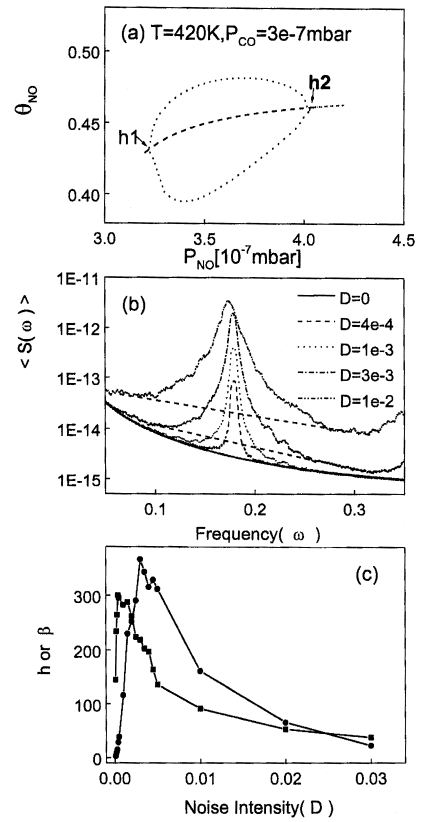 (a) T=420K,P_CO=3e-7mbar
h2
h1
θ_NO
0.50
0.45
0.40
3.0 3.5 4.0 4.5
P_NO[10^-7mbar]
(b)
< S(ω) >
1E-11
1E-12
1E-13
1E-14
1E-15
D=0
D=4e-4
D=1e-3
D=3e-3
D=1e-2
0.1 0.2 0.3
Frequency( ω )
(c)
h or β
300
200
100
0
0.00 0.01 0.02 0.03
Noise Intensity( D )